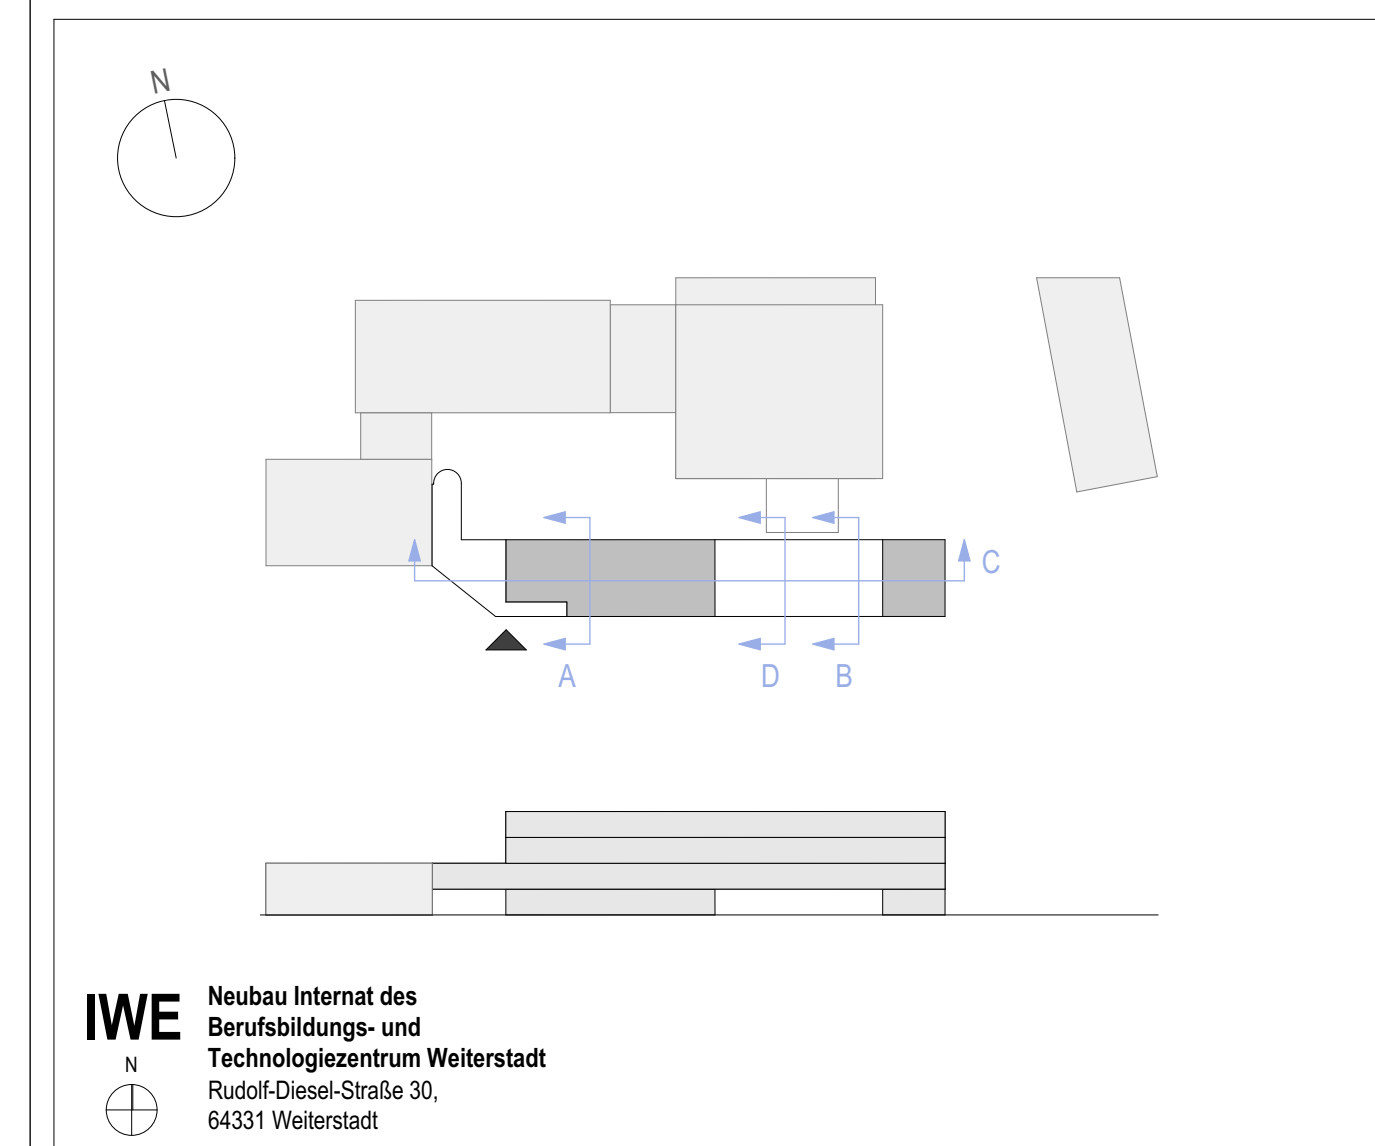 N
C
A
D
B
IWE
Neubau Internat des
Berufsbildungs- und
Technologiezentrum Weiterstadt
N
Rudolf-Diesel-Straße 30,
64331 Weiterstadt